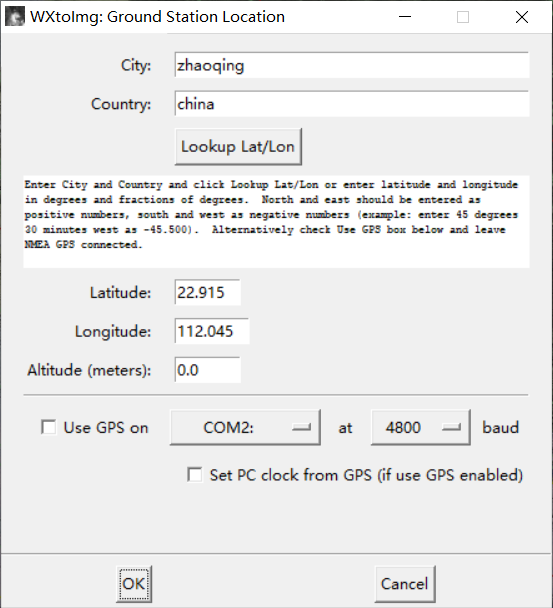 WXtoImg: Ground Station Location
City: zhaoqing
Country: china
Lookup Lat/Lon
Enter City and Country and click Lookup Lat/Lon or enter latitude and longitude
in degrees and fractions of degrees. North and east should be entered as
positive numbers, south and west as negative numbers (example: enter 45 degrees
30 minutes west as -45.500). Alternatively check Use GPS box below and leave
NMEA GPS connected.
Latitude: 22.915
Longitude: 112.045
Altitude (meters): 0.0
Use GPS on COM2: at 4800 baud
Set PC clock from GPS (if use GPS enabled)
OK Cancel